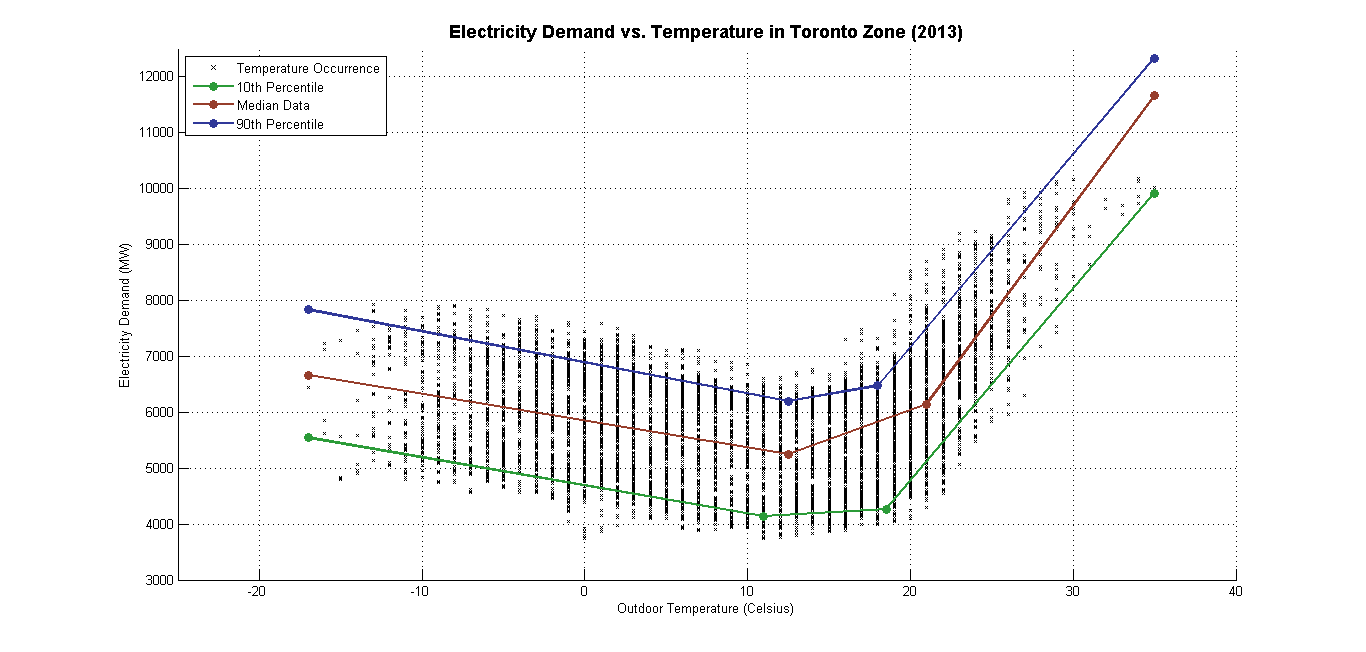 Electricity Demand vs. Temperature in Toronto Zone (2013)
Temperature Occurrence
10th Percentile
Median Data
90th Percentile
Electricity Demand (MW)
12000
11000
10000
9000
8000
7000
6000
5000
4000
3000
-20 -10 0 10 20 30 40
Outdoor Temperature (Celsius)